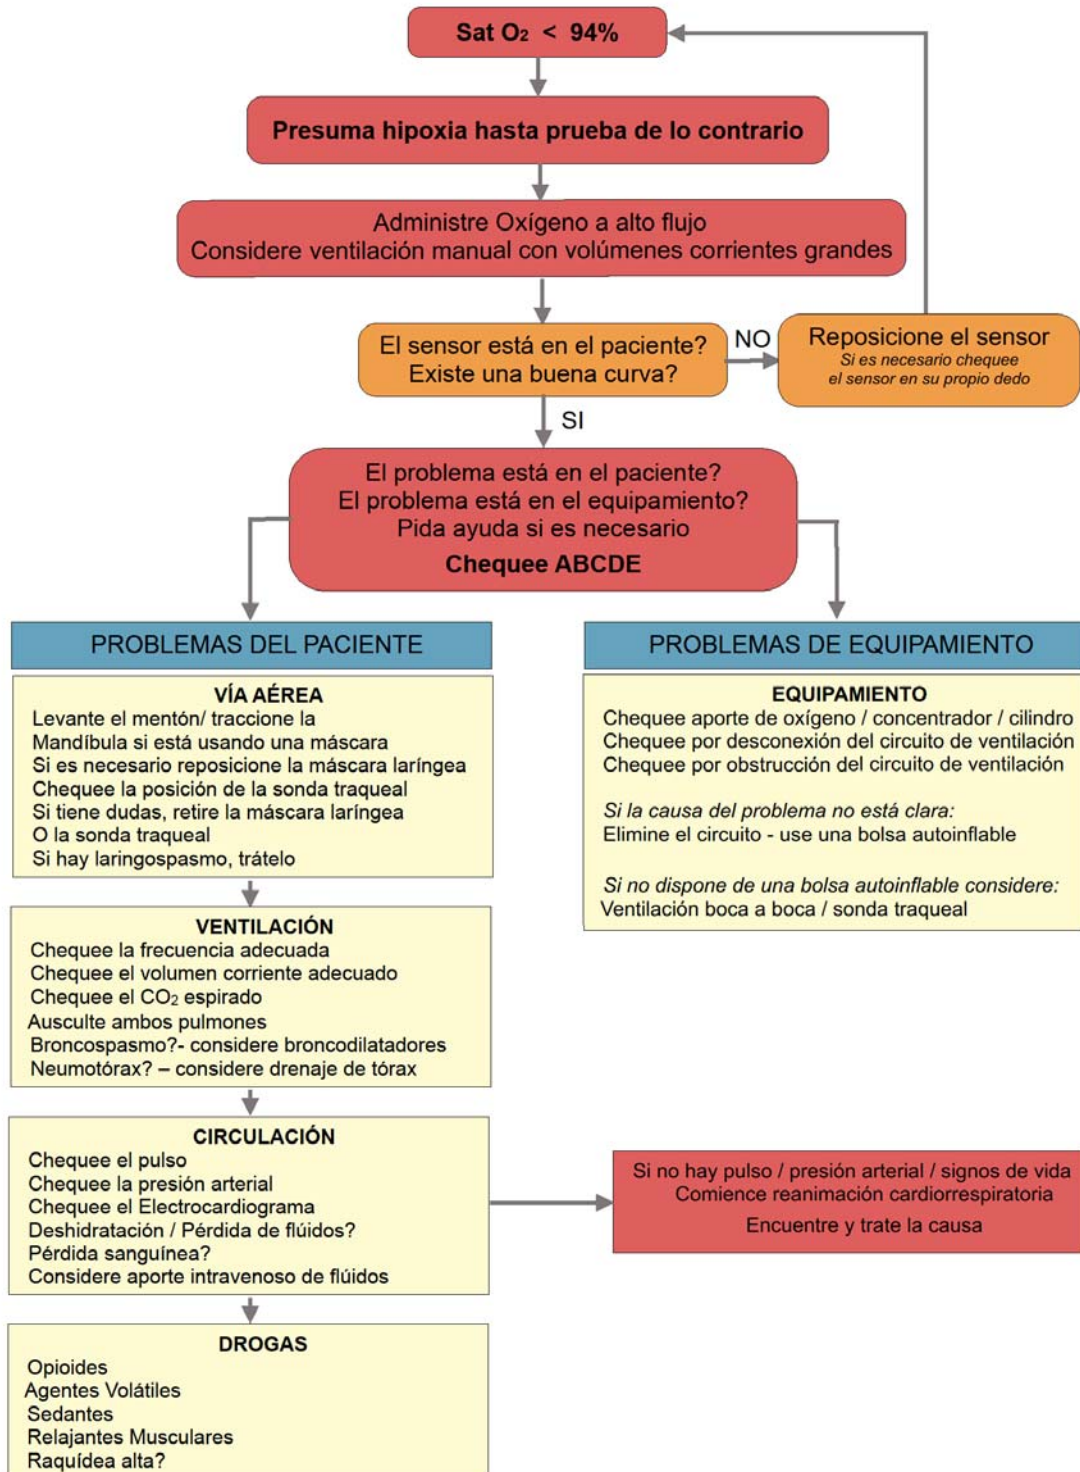 Sat O₂ < 94%
Presuma hipoxia hasta prueba de lo contrario
Administre Oxígeno a alto flujo
Considere ventilación manual con volúmenes corrientes grandes
El sensor está en el paciente?
Existe una buena curva?
NO
Reposicione el sensor
Si es necesario chequee
el sensor en su propio dedo
SI
El problema está en el paciente?
El problema está en el equipamiento?
Pida ayuda si es necesario
Chequee ABCDE
PROBLEMAS DEL PACIENTE
VÍA AÉREA
Levante el mentón/ traccione la
Mandíbula si está usando una máscara
Si es necesario reposicione la máscara laríngea
Chequee la posición de la sonda traqueal
Si tiene dudas, retire la máscara laríngea
O la sonda traqueal
Si hay laringospasmo, trátelo
VENTILACIÓN
Chequee la frecuencia adecuada
Chequee el volumen corriente adecuado
Chequee el CO₂ espirado
Ausculte ambos pulmones
Broncospasmo?- considere broncodilatadores
Neumotórax? – considere drenaje de tórax
CIRCULACIÓN
Chequee el pulso
Chequee la presión arterial
Chequee el Electrocardiograma
Deshidratación / Pérdida de flúidos?
Pérdida sanguínea?
Considere aporte intravenoso de flúidos
DROGAS
Opioides
Agentes Volátiles
Sedantes
Relajantes Musculares
Raquídea alta?
PROBLEMAS DE EQUIPAMIENTO
EQUIPAMIENTO
Chequee aporte de oxígeno / concentrador / cilindro
Chequee por desconexión del circuito de ventilación
Chequee por obstrucción del circuito de ventilación
Si la causa del problema no está clara:
Elimine el circuito - use una bolsa autoinflable
Si no dispone de una bolsa autoinflable considere:
Ventilación boca a boca / sonda traqueal
Si no hay pulso / presión arterial / signos de vida
Comience reanimación cardiorrespiratoria
Encuentre y trate la causa